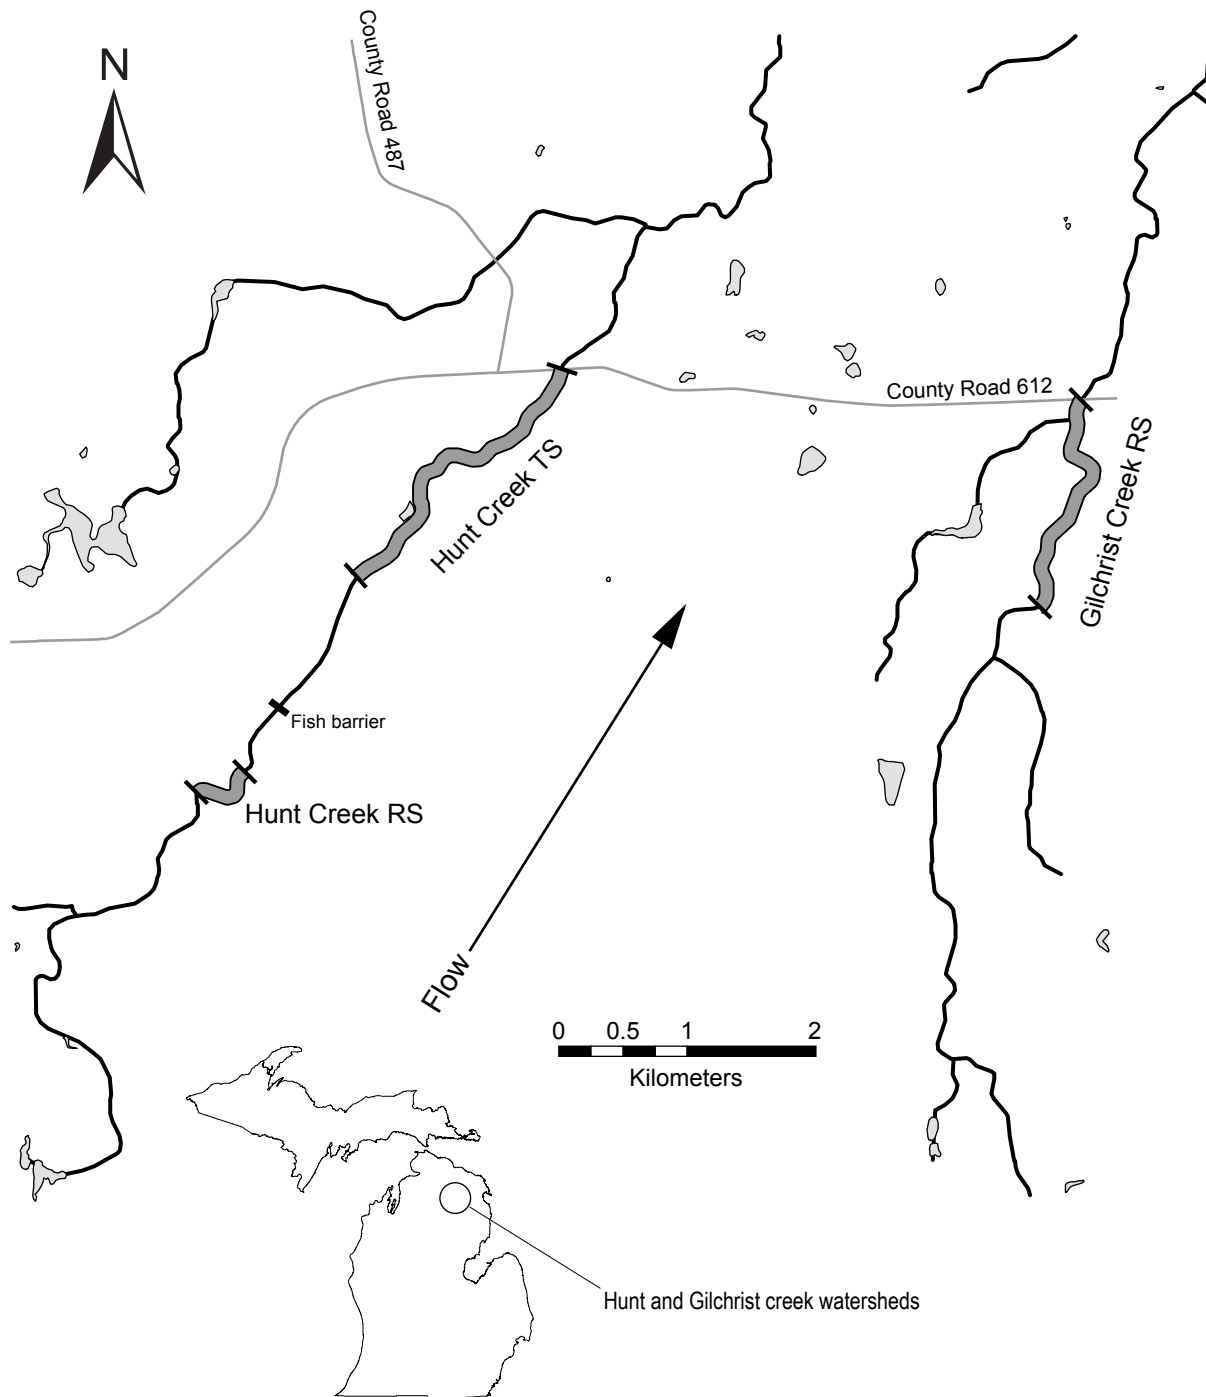 County Road 487
N
County Road 612
Hunt Creek TS
Gilchrist Creek RS
Fish barrier
Hunt Creek RS
Flow
0 0.5 1 2
Kilometers
Hunt and Gilchrist creek watersheds